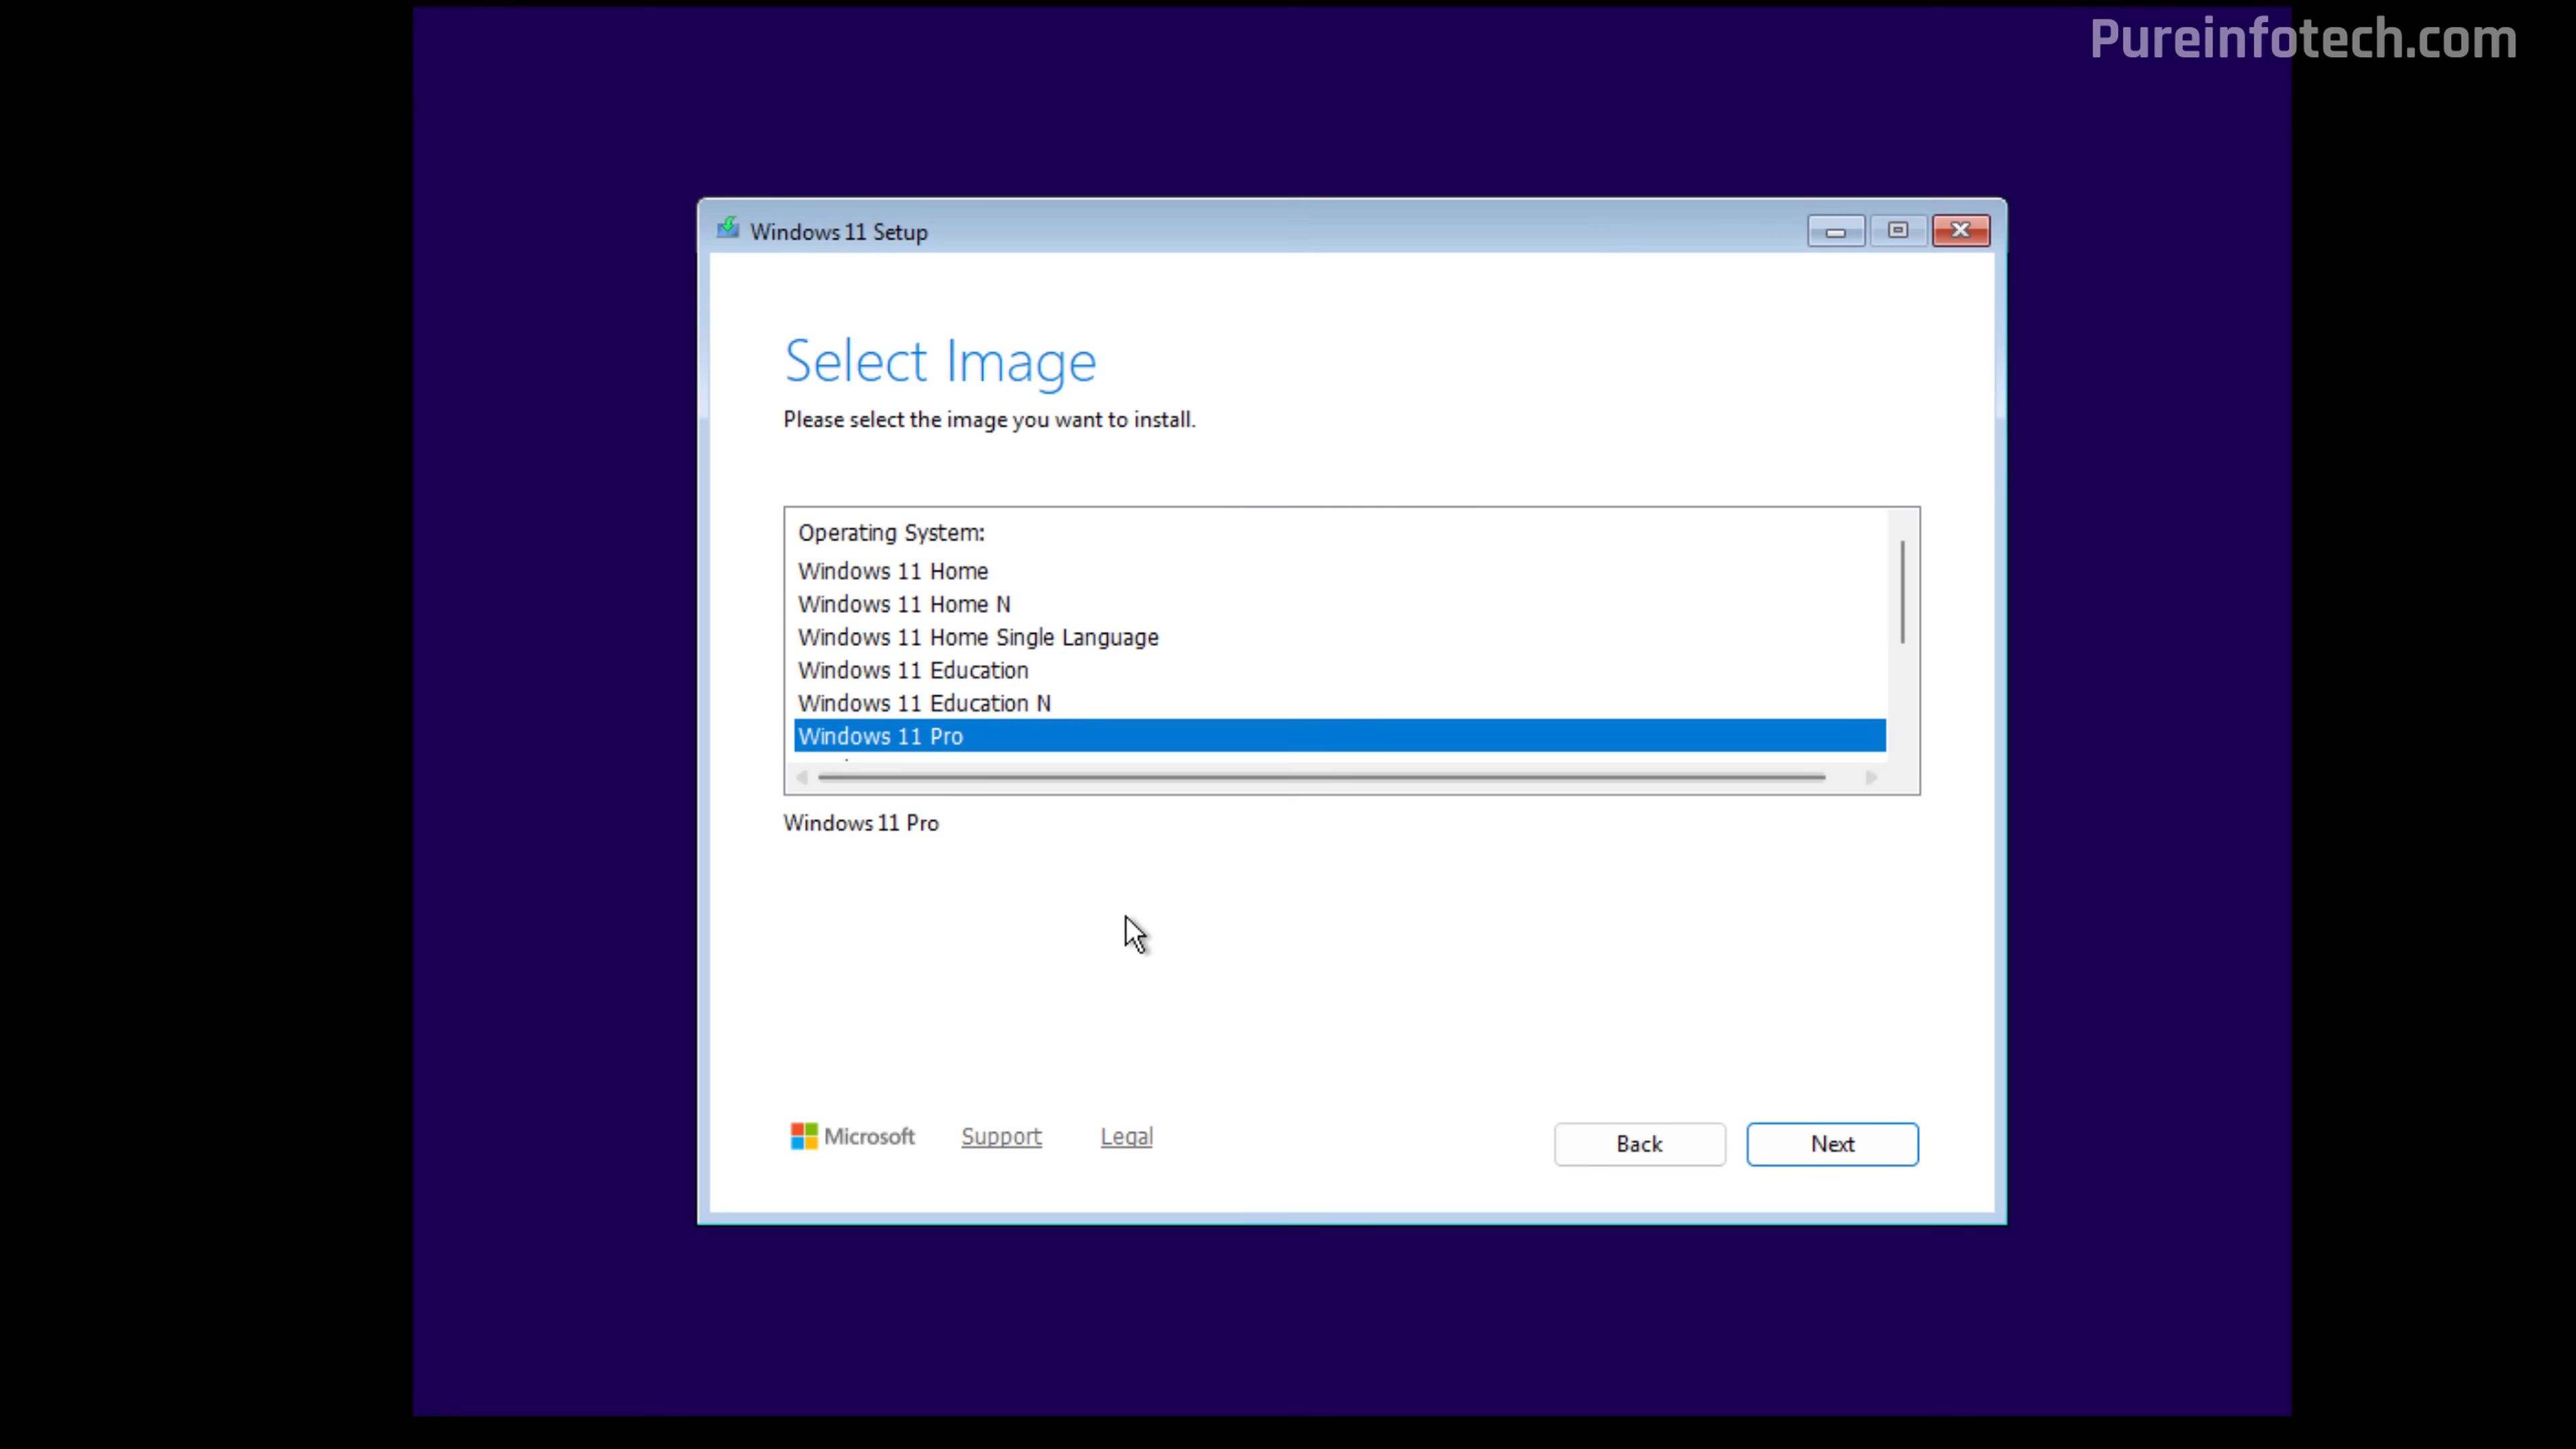 Pureinfotech.com
Windows 11 Setup
Select Image
Please select the image you want to install.
Operating System:
Windows 11 Home
Windows 11 Home N
Windows 11 Home Single Language
Windows 11 Education
Windows 11 Education N
Windows 11 Pro
Windows 11 Pro
Microsoft Support Legal Back Next